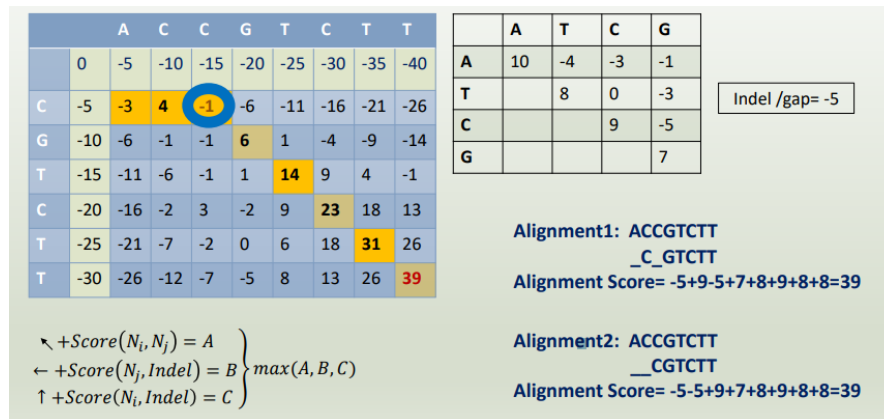 A C C G T C T T
0 -5 -10 -15 -20 -25 -30 -35 -40
C -5 -3 4 -1 -6 -11 -16 -21 -26
G -10 -6 -1 -1 6 1 -4 -9 -14
T -15 -11 -6 -1 1 14 9 4 -1
C -20 -16 -2 3 -2 9 23 18 13
T -25 -21 -7 -2 0 6 18 31 26
T -30 -26 -12 -7 -5 8 13 26 39
A T C G
A 10 -4 -3 -1
T 8 0 -3
C 9 -5
G 7
Indel /gap= -5
Alignment1: ACCGTCTT
_C_GTCTT
Alignment Score= -5+9-5+7+8+9+8+8=39
Alignment2: ACCGTCTT
__CGTCTT
Alignment Score= -5-5+9+7+8+9+8+8=39
↖ +Score(Nᵢ, Nⱼ) = A
← +Score(Nⱼ, Indel) = B } max(A, B, C)
↑ +Score(Nᵢ, Indel) = C